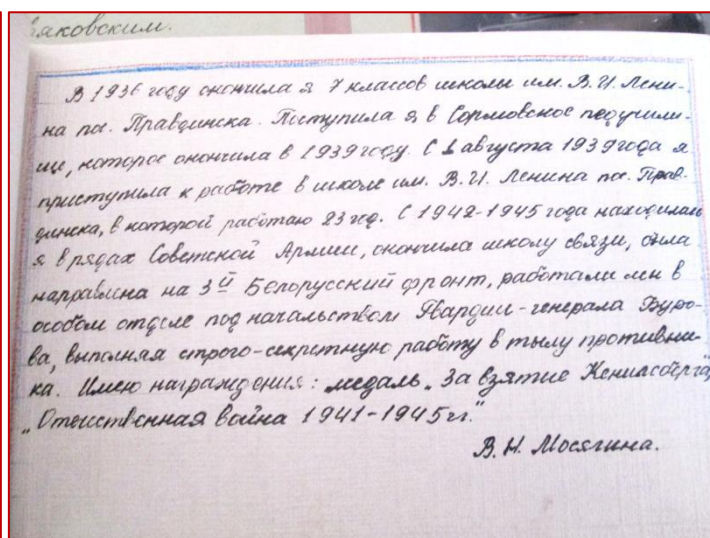 яковским.
В 1936 году окончила я 7 классов школы им. В.И. Лени-
на пос. Правдинска. Поступила я в Сормовское педучили-
ще, которое окончила в 1939 году. С 1 августа 1939 года я
приступила к работе в школе им. В.И. Ленина пос. Прав-
динска, в которой работаю 23 год. С 1942-1945 года находилась
я в рядах Советской Армии, окончила школу связи, была
направлена на 3й Белорусский фронт, работали мы в
особом отделе под начальством Гвардии-генерала Буро-
ва, выполняя строго-секретную работу в тылу противни-
ка. Имею награждения: медаль „За взятие Кенигсберга",
„Отечественная война 1941-1945 гг."
В. Н. Мосягина.